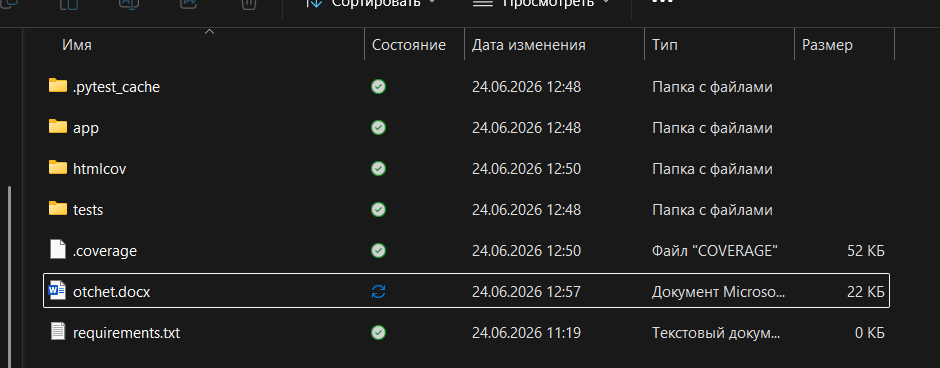 Сортировать Просмотреть
Имя Состояние Дата изменения Тип Размер
.pytest_cache 24.06.2026 12:48 Папка с файлами
app 24.06.2026 12:48 Папка с файлами
htmlcov 24.06.2026 12:50 Папка с файлами
tests 24.06.2026 12:48 Папка с файлами
.coverage 24.06.2026 12:50 Файл "COVERAGE" 52 КБ
otchet.docx 24.06.2026 12:57 Документ Microso... 22 КБ
requirements.txt 24.06.2026 11:19 Текстовый докум... 0 КБ